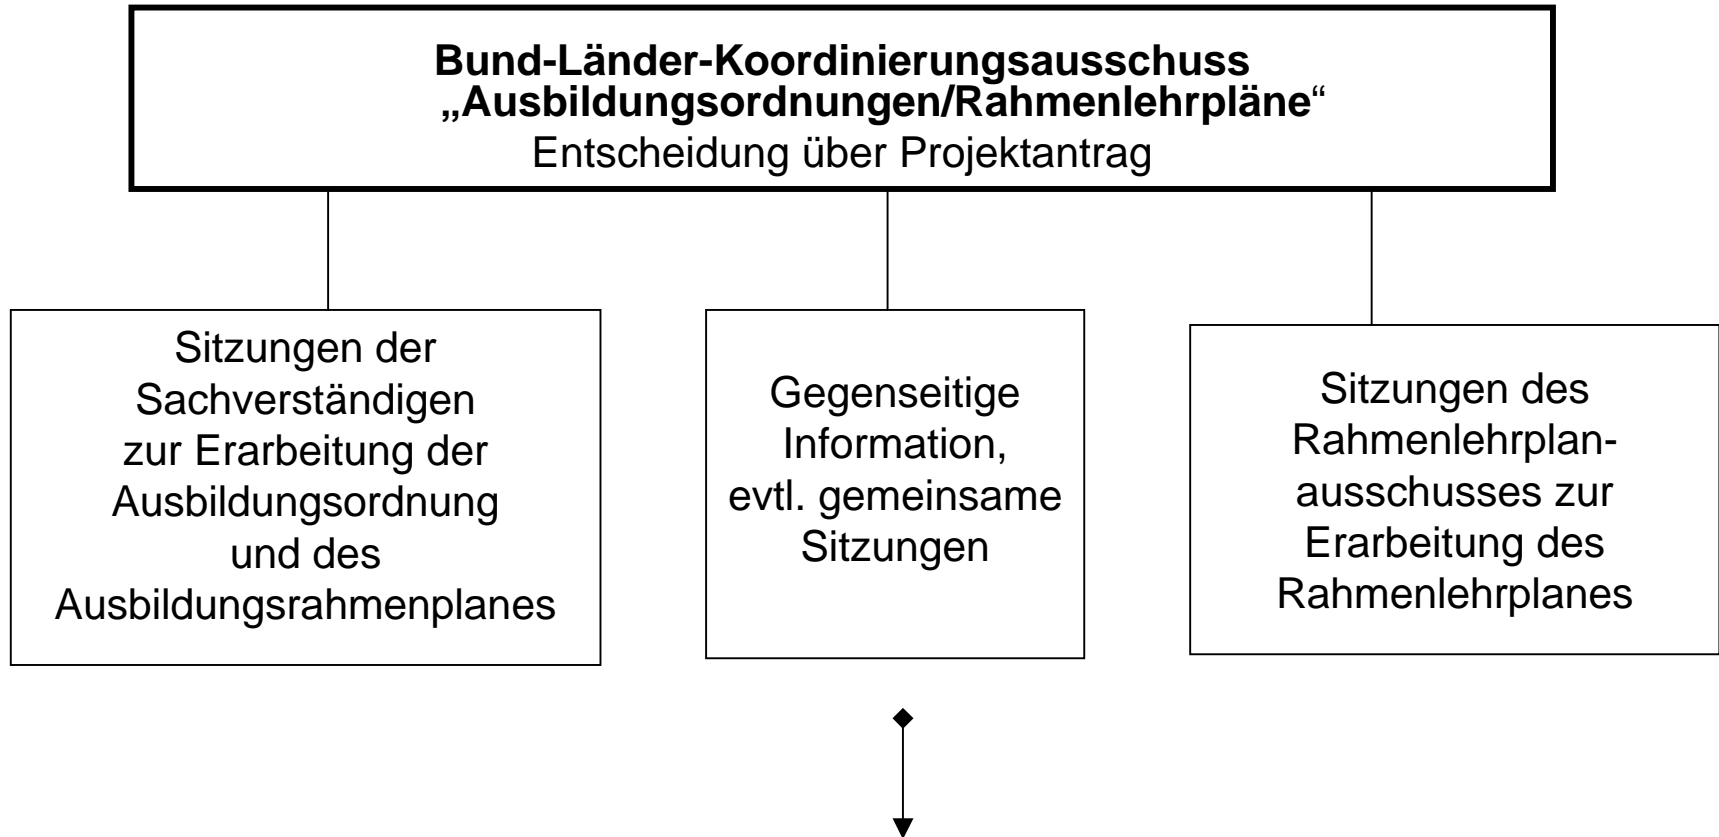 Bund-Länder-Koordinierungsausschuss
„Ausbildungsordnungen/Rahmenlehrpläne“
Entscheidung über Projektantrag
Sitzungen der
Sachverständigen
zur Erarbeitung der
Ausbildungsordnung
und des
Ausbildungsrahmenplanes
Gegenseitige
Information,
evtl. gemeinsame
Sitzungen
Sitzungen des
Rahmenlehrplan-
ausschusses zur
Erarbeitung des
Rahmenlehrplanes